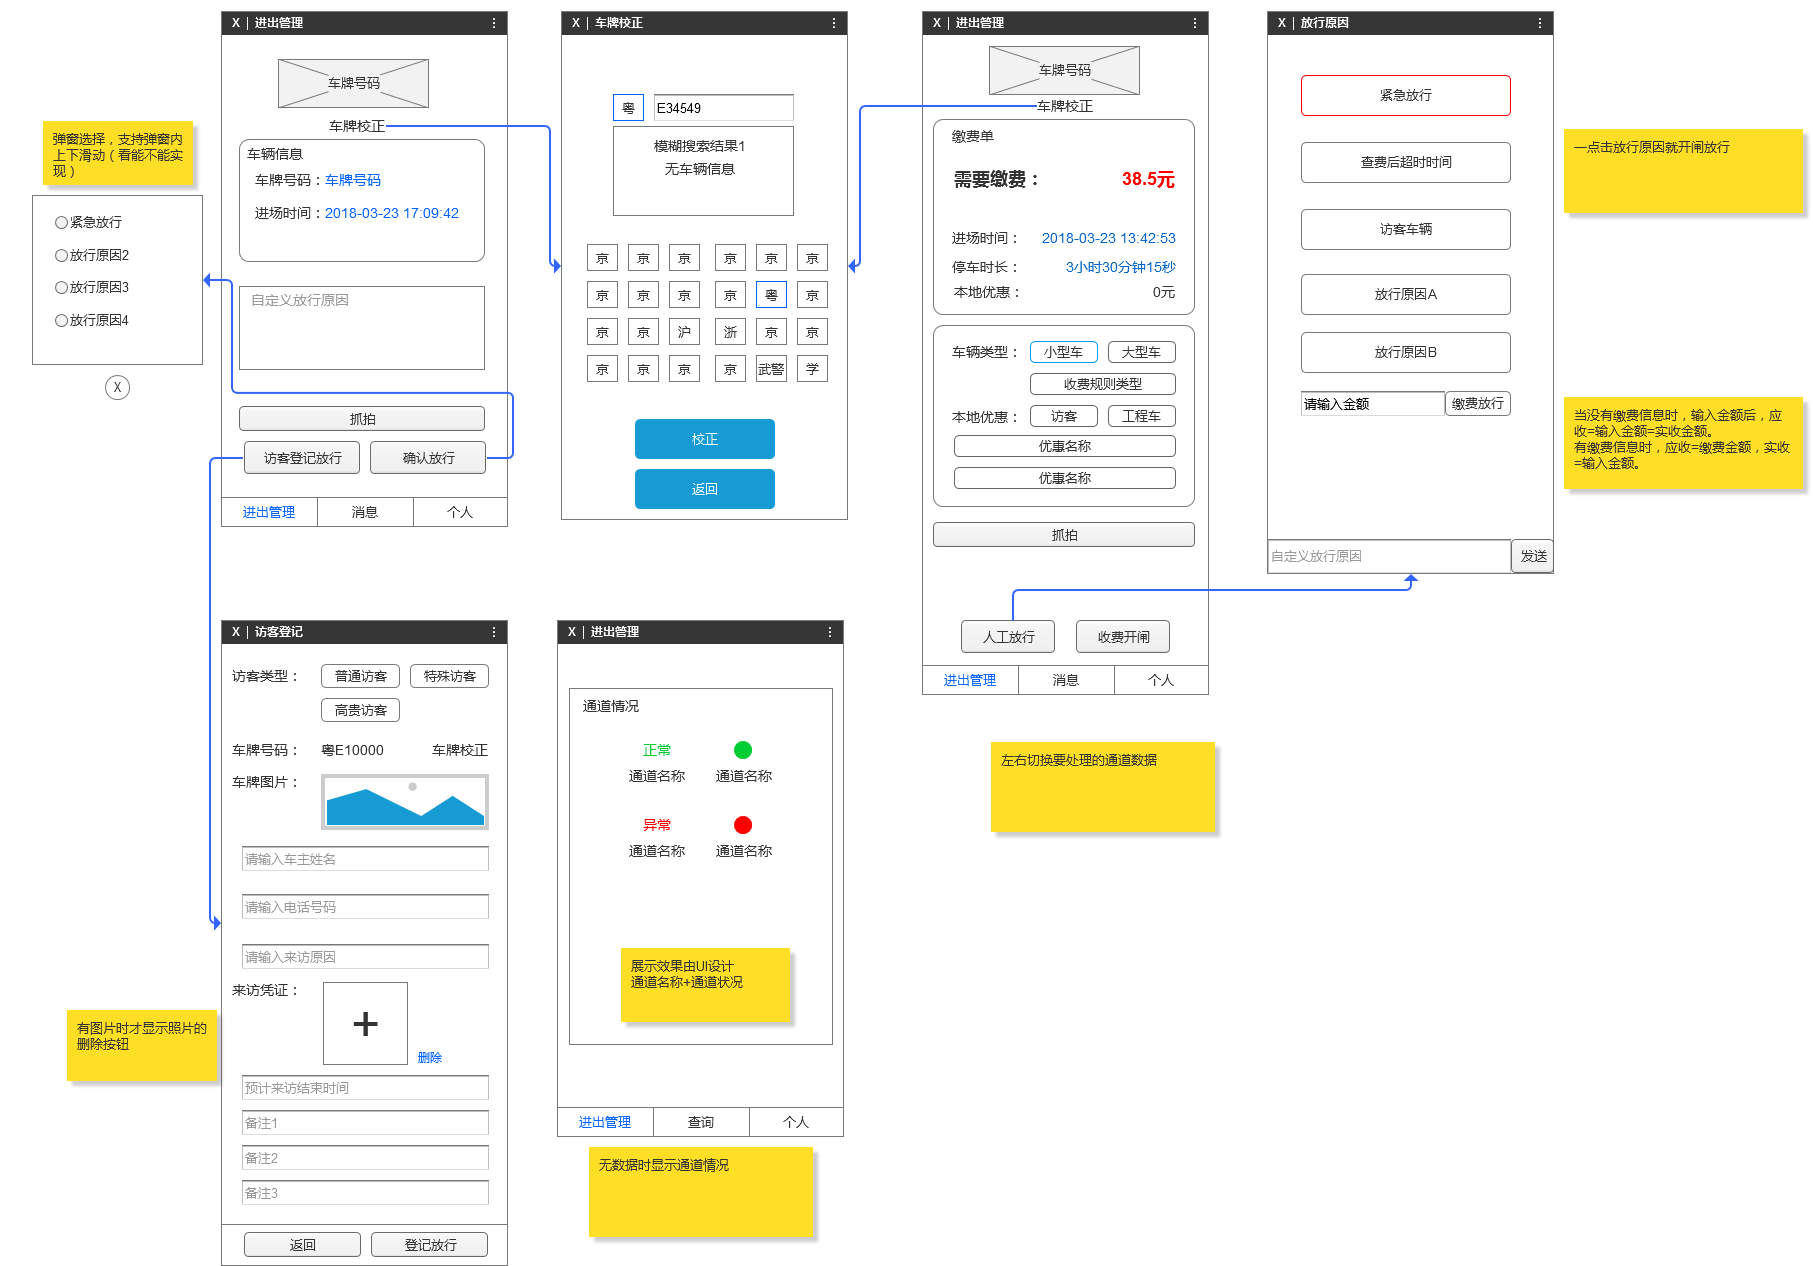 弹窗选择，支持弹窗内
上下滑动（看能不能实
现）
紧急放行
放行原因2
放行原因3
放行原因4
X
X | 进出管理
车牌号码
车牌校正
车辆信息
车牌号码：车牌号码
进场时间：2018-03-23 17:09:42
自定义放行原因
抓拍
访客登记放行 确认放行
进出管理 消息 个人
X | 车牌校正
粤 E34549
模糊搜索结果1
无车辆信息
京 京 京 京 京 京
京 京 京 京 粤 京
京 京 沪 浙 京 京
京 京 京 京 武警 学
校正
返回
X | 进出管理
车牌号码
车牌校正
缴费单
需要缴费： 38.5元
进场时间： 2018-03-23 13:42:53
停车时长： 3小时30分钟15秒
本地优惠： 0元
车辆类型： 小型车 大型车
收费规则类型
本地优惠： 访客 工程车
优惠名称
优惠名称
抓拍
人工放行 收费开闸
进出管理 消息 个人
左右切换要处理的通道数据
X | 放行原因
紧急放行
查费后超时时间
访客车辆
放行原因A
放行原因B
请输入金额 缴费放行
自定义放行原因 发送
一点击放行原因就开闸放行
当没有缴费信息时，输入金额后，应
收=输入金额=实收金额。
有缴费信息时，应收=缴费金额，实收
=输入金额。
X | 访客登记
访客类型： 普通访客 特殊访客
高贵访客
车牌号码： 粤E10000 车牌校正
车牌图片：
请输入车主姓名
请输入电话号码
请输入来访原因
来访凭证：
删除
预计来访结束时间
备注1
备注2
备注3
返回 登记放行
有图片时才显示照片的
删除按钮
X | 进出管理
通道情况
正常
通道名称 通道名称
异常
通道名称 通道名称
展示效果由UI设计
通道名称+通道状况
进出管理 查询 个人
无数据时显示通道情况